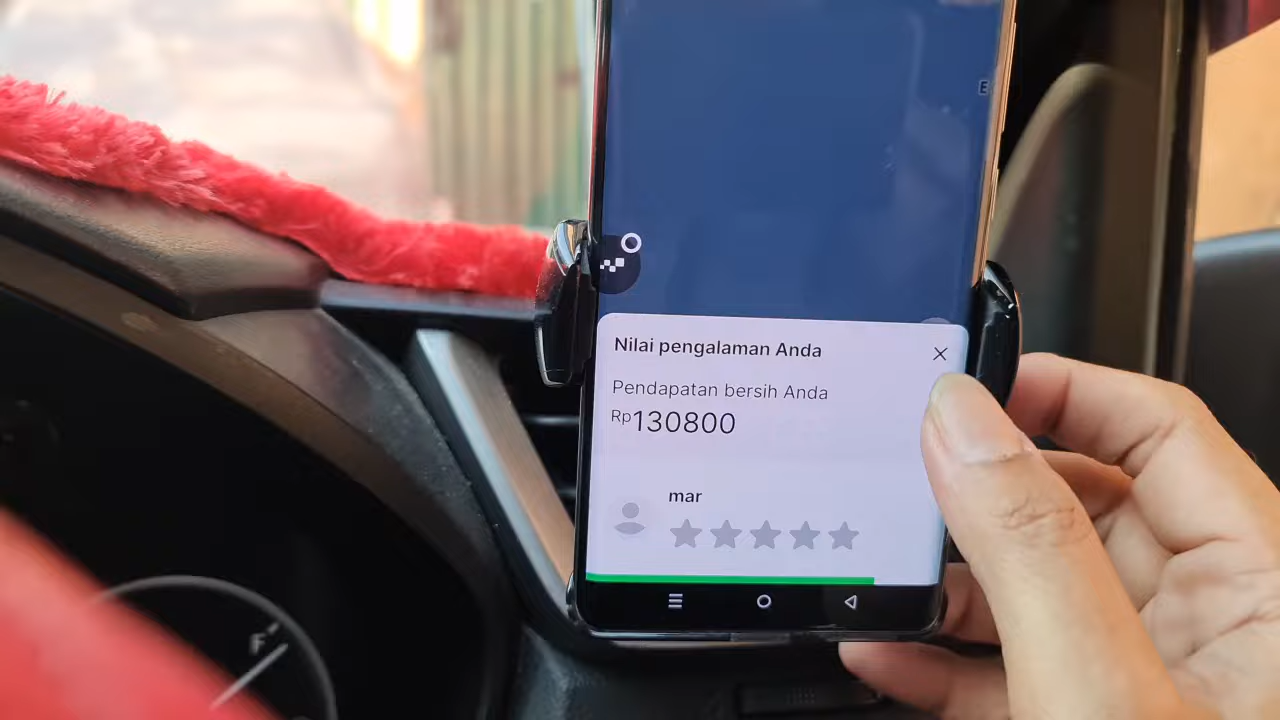 E
Nilai pengalaman Anda
Pendapatan bersih Anda
Rp130800
mar
F